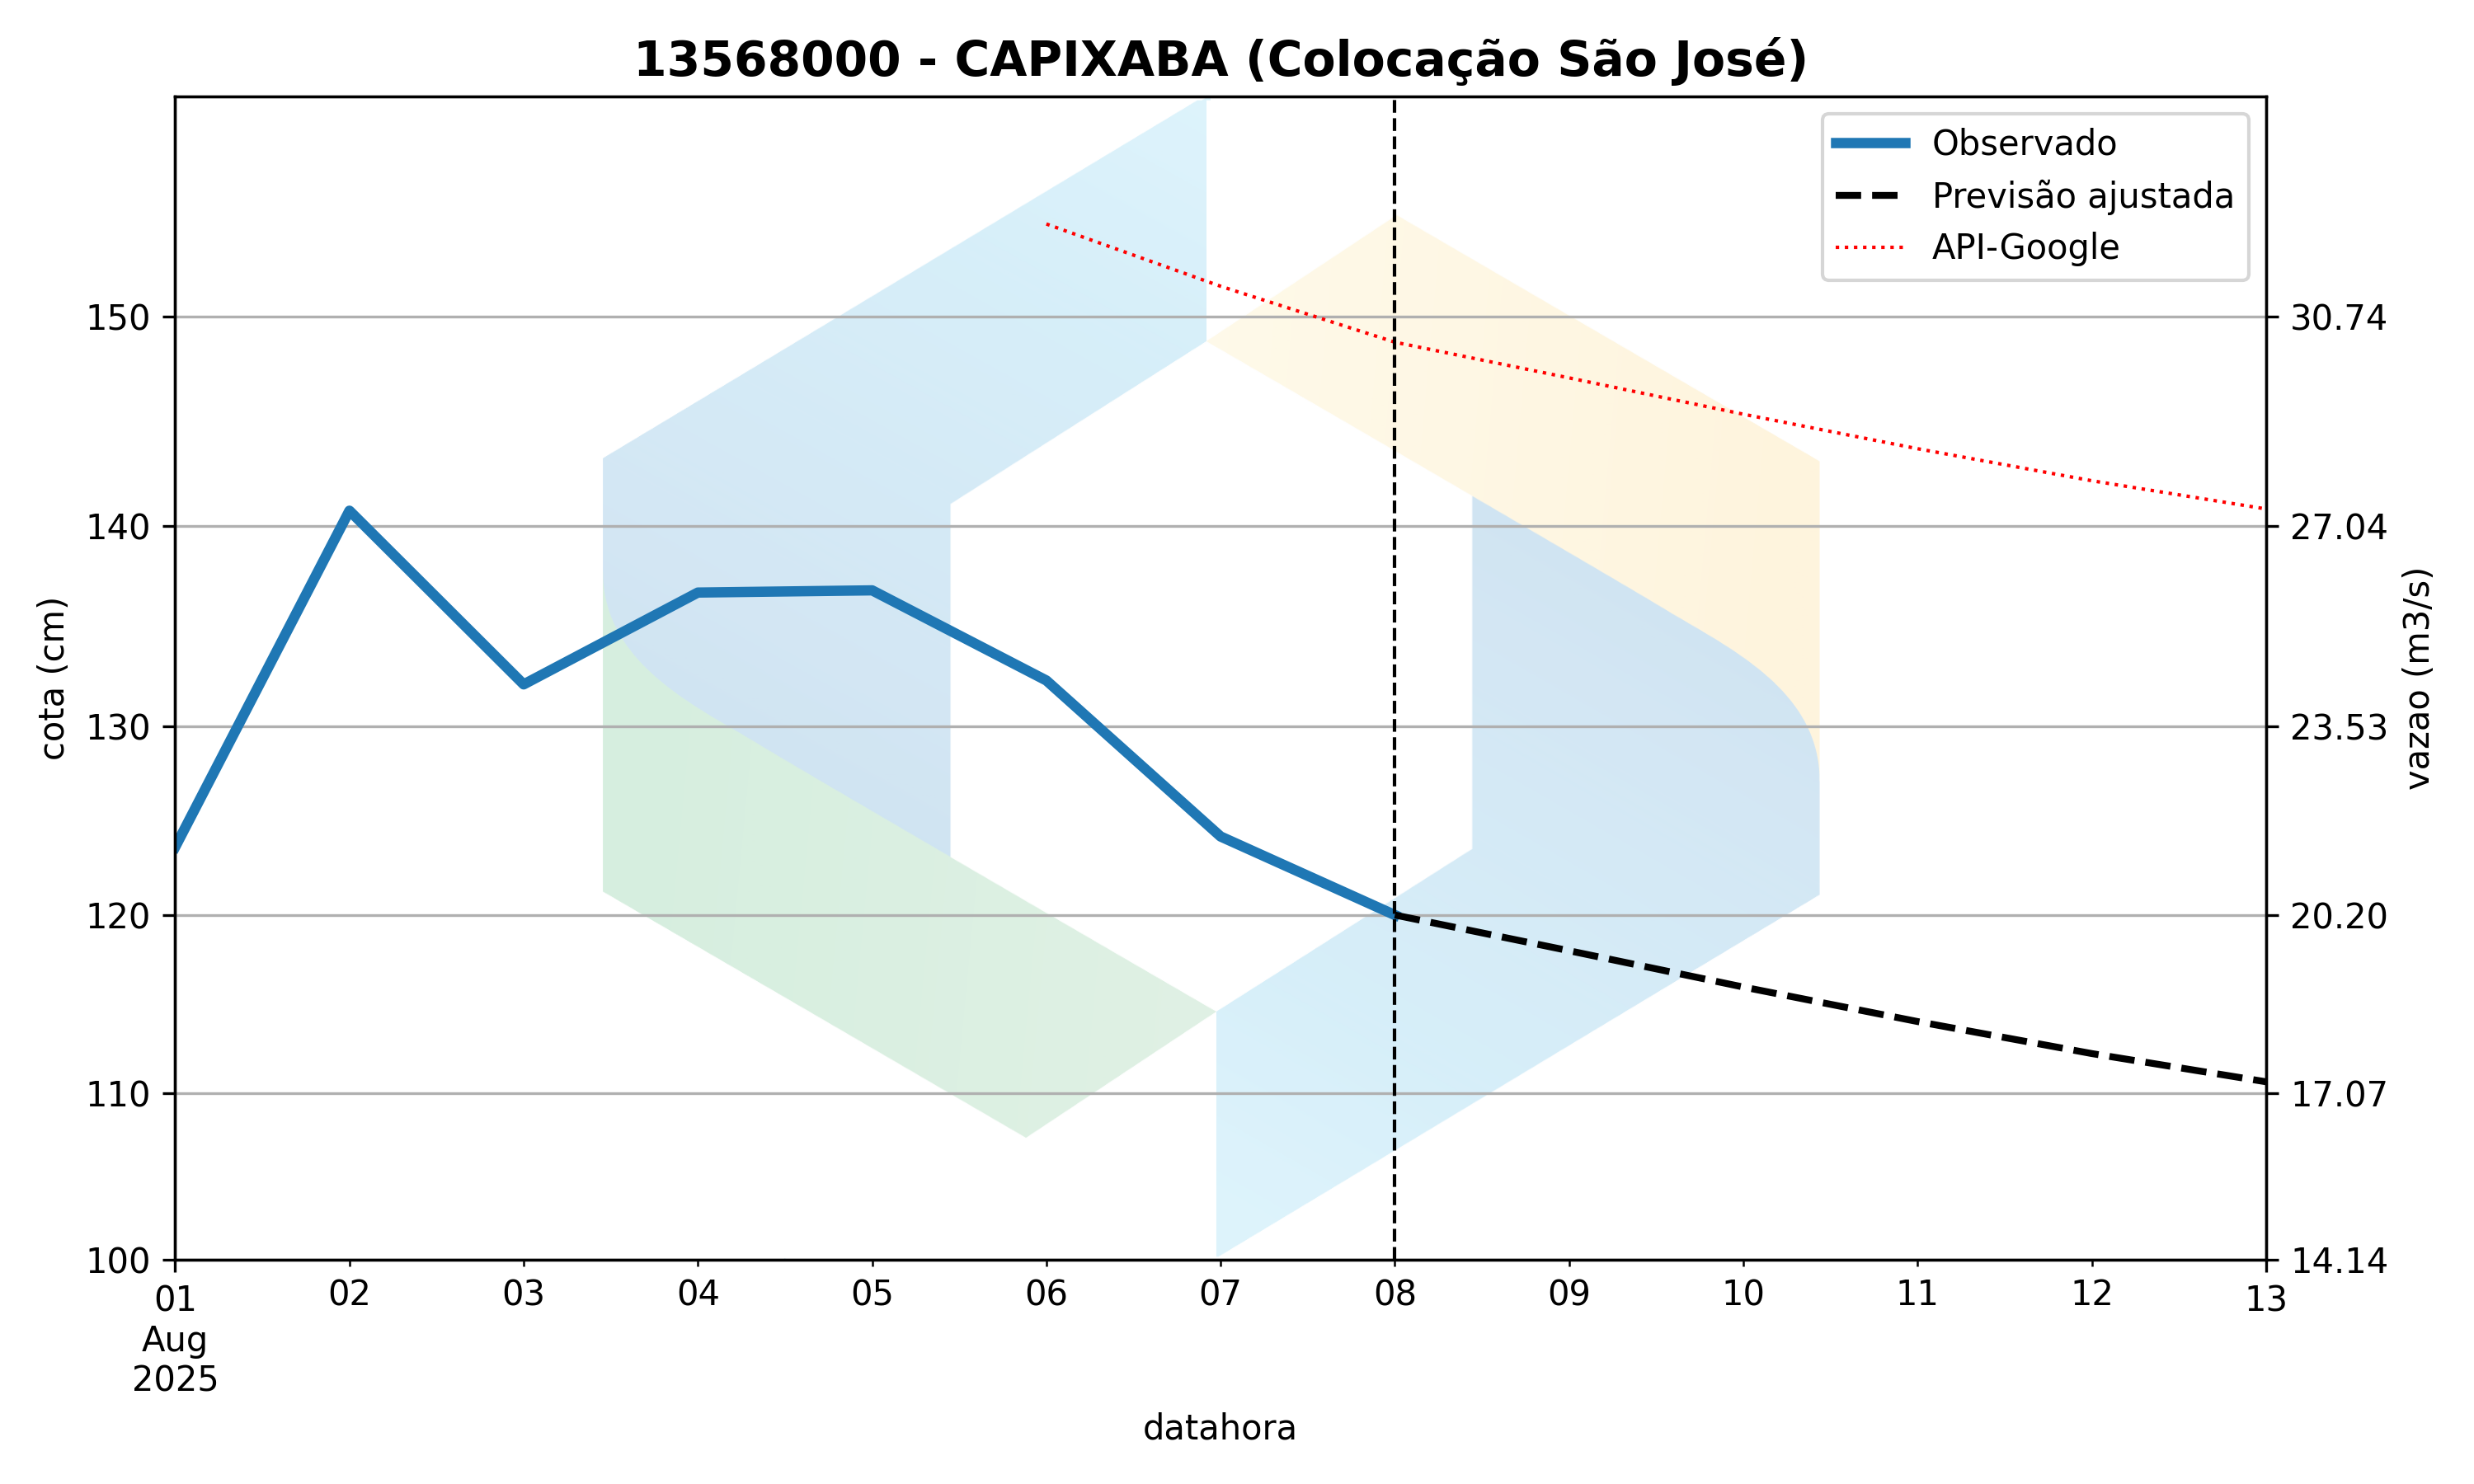 13568000 - CAPIXABA (Colocação São José)
Observado
Previsão ajustada
API-Google
cota (cm)
150
140
130
120
110
100
30.74
27.04
23.53
20.20
17.07
14.14
vazao (m3/s)
01 02 03 04 05 06 07 08 09 10 11 12 13
Aug
2025
datahora